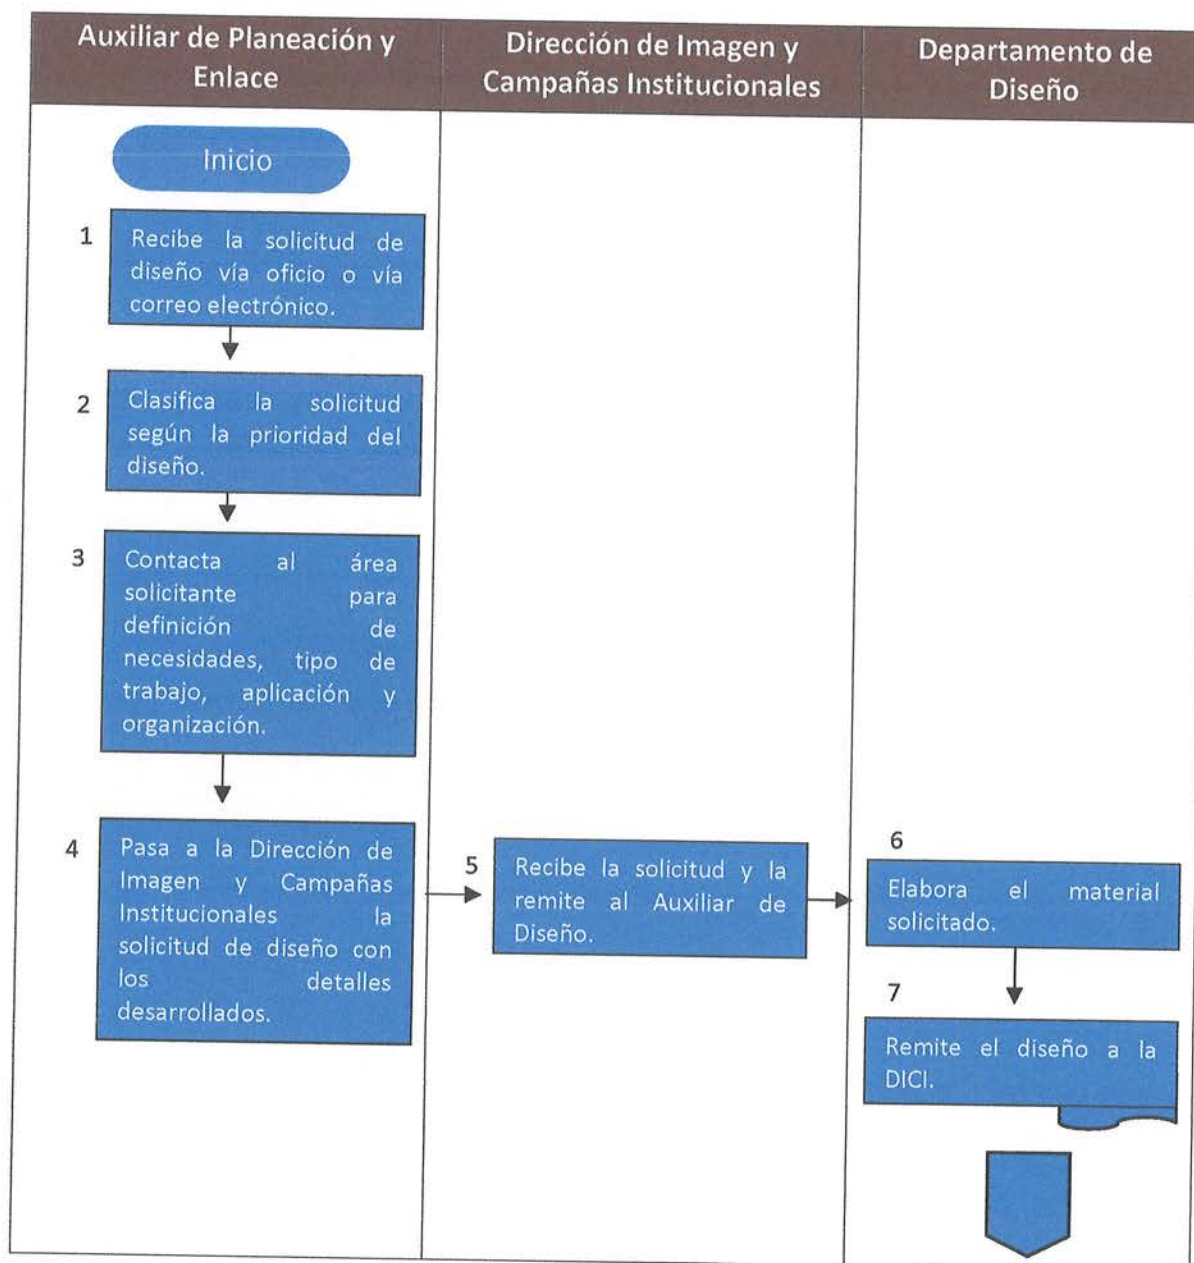 Auxiliar de Planeación y
Enlace
Dirección de Imagen y
Campañas Institucionales
Departamento de
Diseño
Inicio
1
Recibe la solicitud de
diseño vía oficio o vía
correo electrónico.
2
Clasifica la solicitud
según la prioridad del
diseño.
3
Contacta al área
solicitante para
definición de
necesidades, tipo de
trabajo, aplicación y
organización.
4
Pasa a la Dirección de
Imagen y Campañas
Institucionales la
solicitud de diseño con
los detalles
desarrollados.
5
Recibe la solicitud y la
remite al Auxiliar de
Diseño.
6
Elabora el material
solicitado.
7
Remite el diseño a la
DICI.